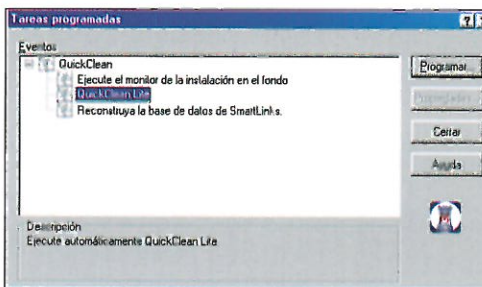 Tareas programadas
Eventos
QuickClean
Ejecute el monitor de la instalación en el fondo
QuickClean Lite
Reconstruya la base de datos de SmartLinks.
Programar...
Propiedades...
Cerrar
Ayuda
Descripción
Ejecute automáticamente QuickClean Lite